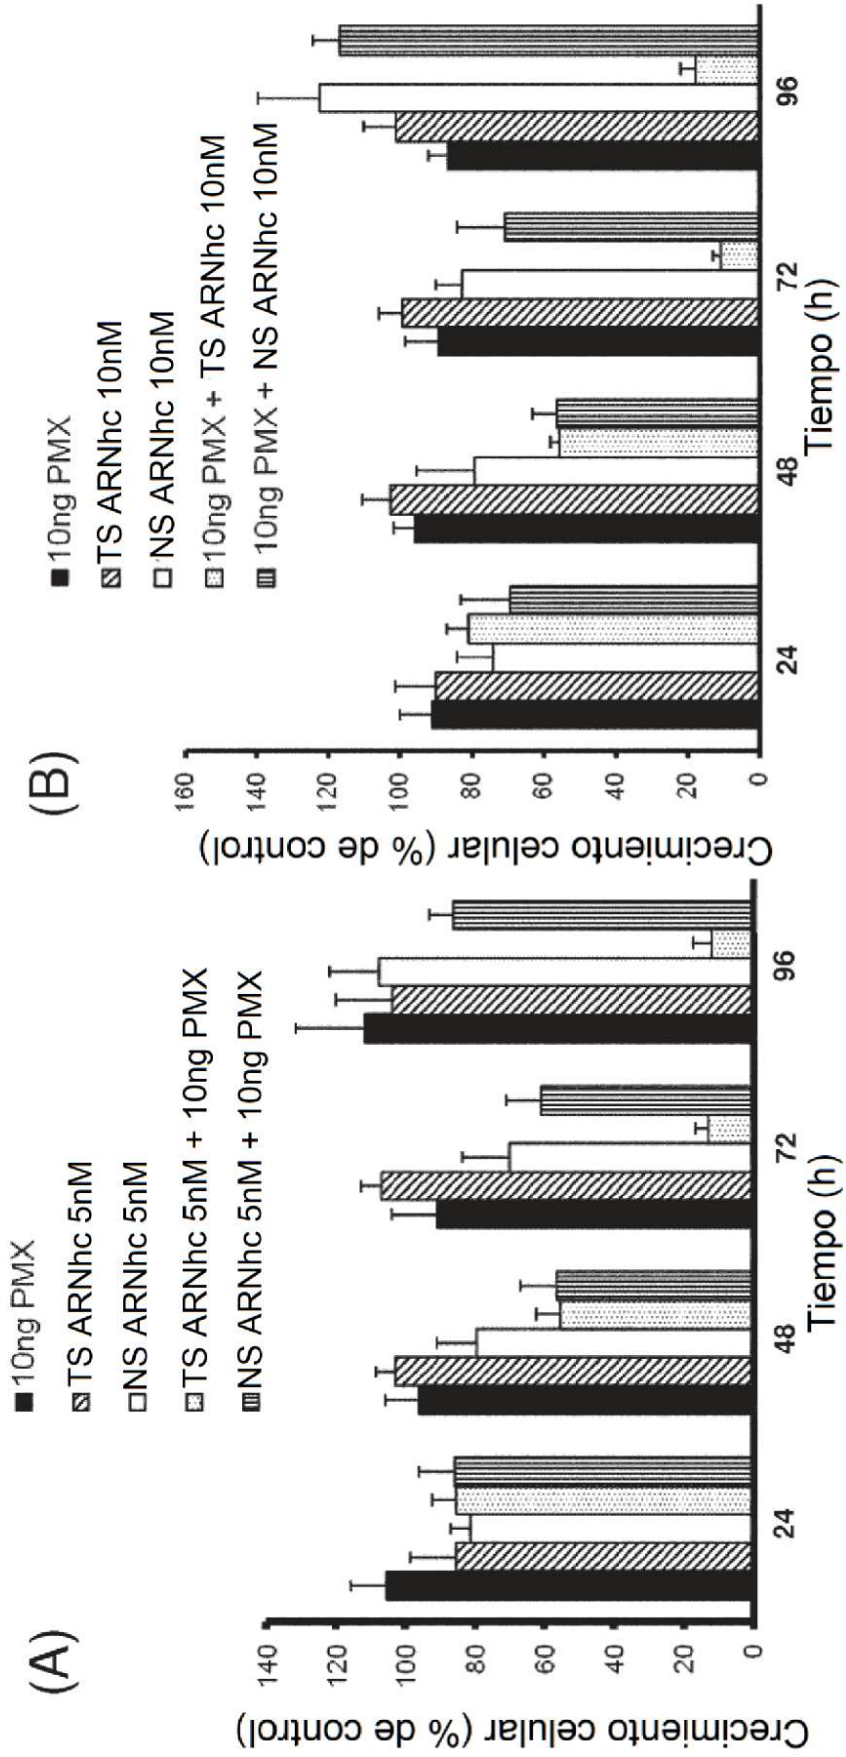 (A)
10ng PMX
TS ARNhc 5nM
NS ARNhc 5nM
TS ARNhc 5nM + 10ng PMX
NS ARNhc 5nM + 10ng PMX
Crecimiento celular (% de control)
140
120
100
80
60
40
20
0
24
48
72
96
Tiempo (h)
(B)
10ng PMX
TS ARNhc 10nM
NS ARNhc 10nM
10ng PMX + TS ARNhc 10nM
10ng PMX + NS ARNhc 10nM
Crecimiento celular (% de control)
160
140
120
100
80
60
40
20
0
24
48
72
96
Tiempo (h)